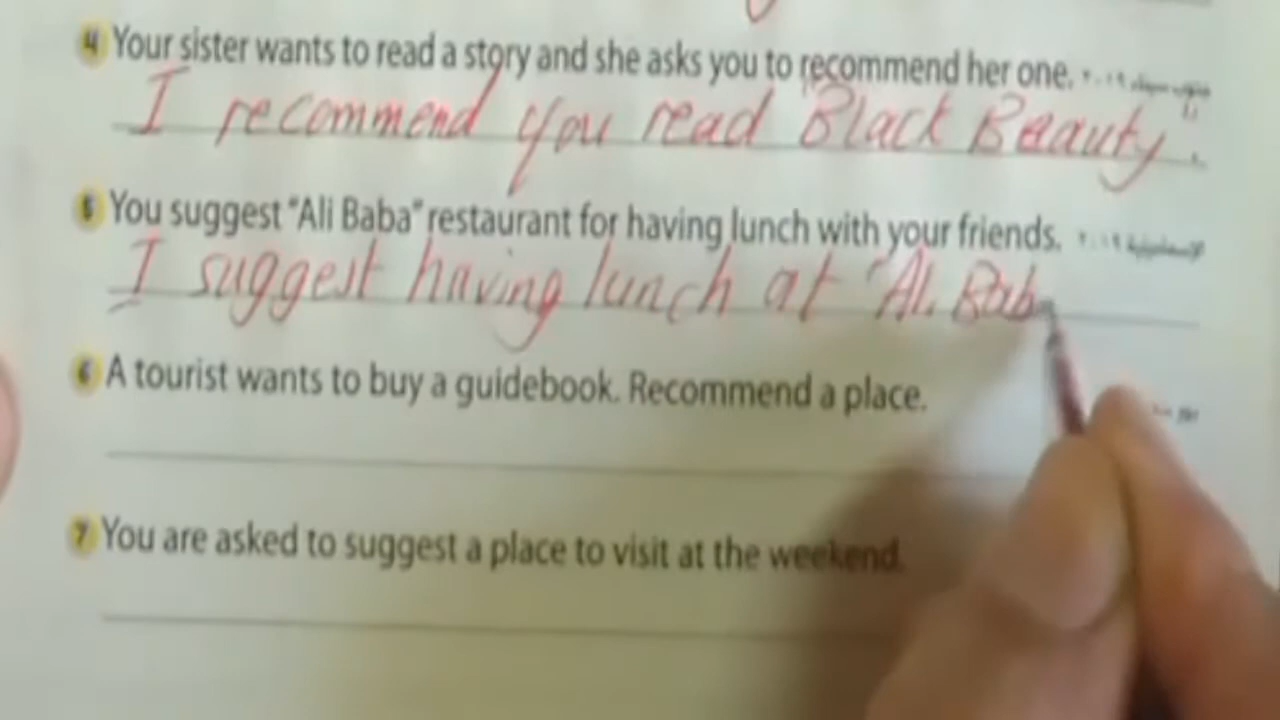 4 Your sister wants to read a story and she asks you to recommend her one.
I recommend you read Black Beauty".
5 You suggest "Ali Baba" restaurant for having lunch with your friends.
I suggest having lunch at "Ali Bab
6 A tourist wants to buy a guidebook. Recommend a place.
7 You are asked to suggest a place to visit at the weekend.